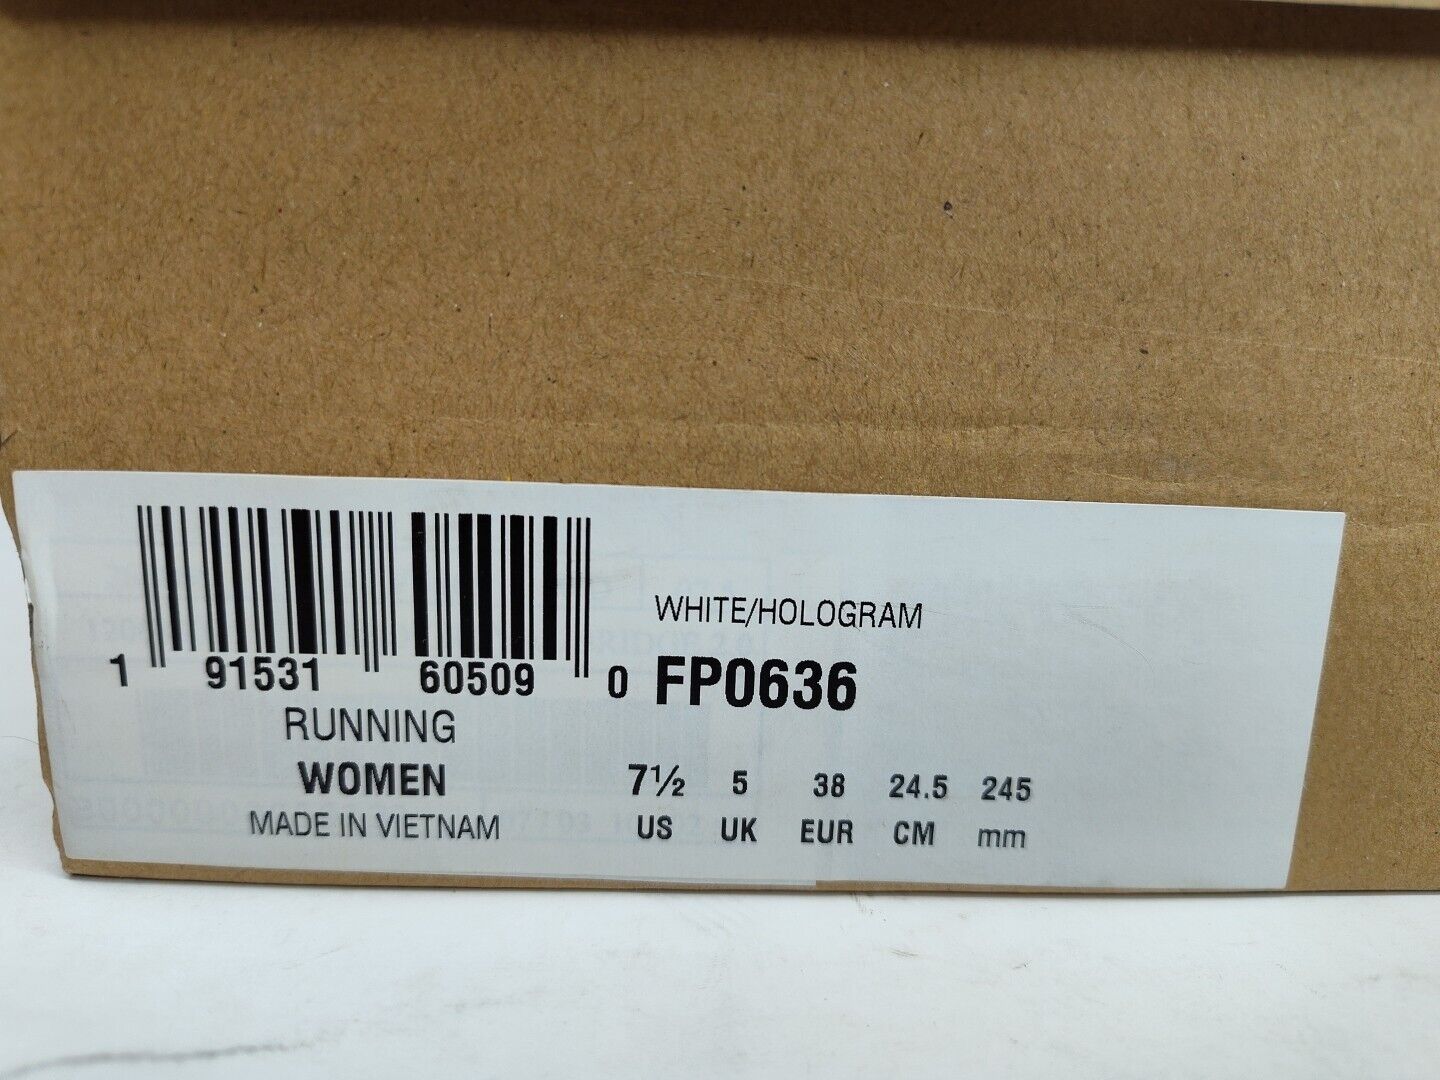 WHITE/HOLOGRAM
1 91531 60509 0
FP0636
RUNNING
WOMEN
MADE IN VIETNAM
7½ 5 38 24.5 245
US UK EUR CM mm